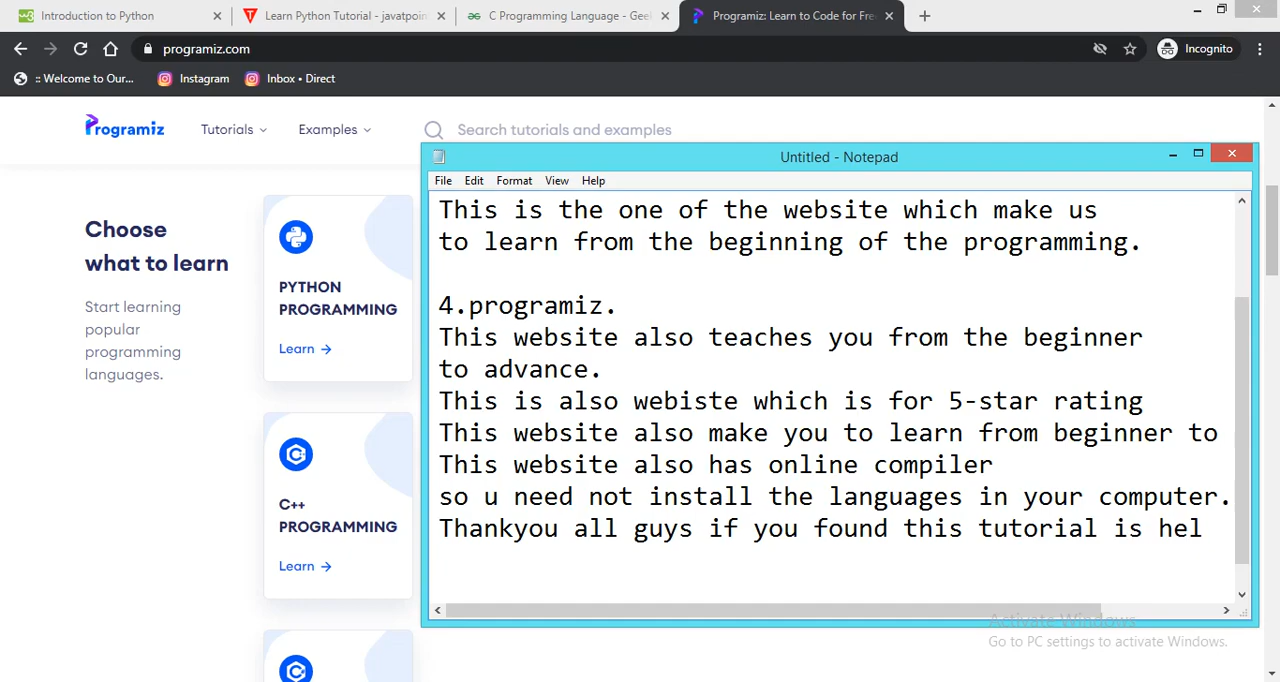 Introduction to Python
Learn Python Tutorial - javatpoint
C Programming Language - Geek
Programiz: Learn to Code for Free
programiz.com
Incognito
:: Welcome to Our...
Instagram
Inbox • Direct
Programiz
Tutorials
Examples
Search tutorials and examples
Choose
what to learn
Start learning
popular
programming
languages.
PYTHON
PROGRAMMING
Learn →
C++
PROGRAMMING
Learn →
Untitled - Notepad
File Edit Format View Help
This is the one of the website which make us
to learn from the beginning of the programming.
4.programiz.
This website also teaches you from the beginner
to advance.
This is also webiste which is for 5-star rating
This website also make you to learn from beginner to
This website also has online compiler
so u need not install the languages in your computer.
Thankyou all guys if you found this tutorial is hel
Activate Windows
Go to PC settings to activate Windows.